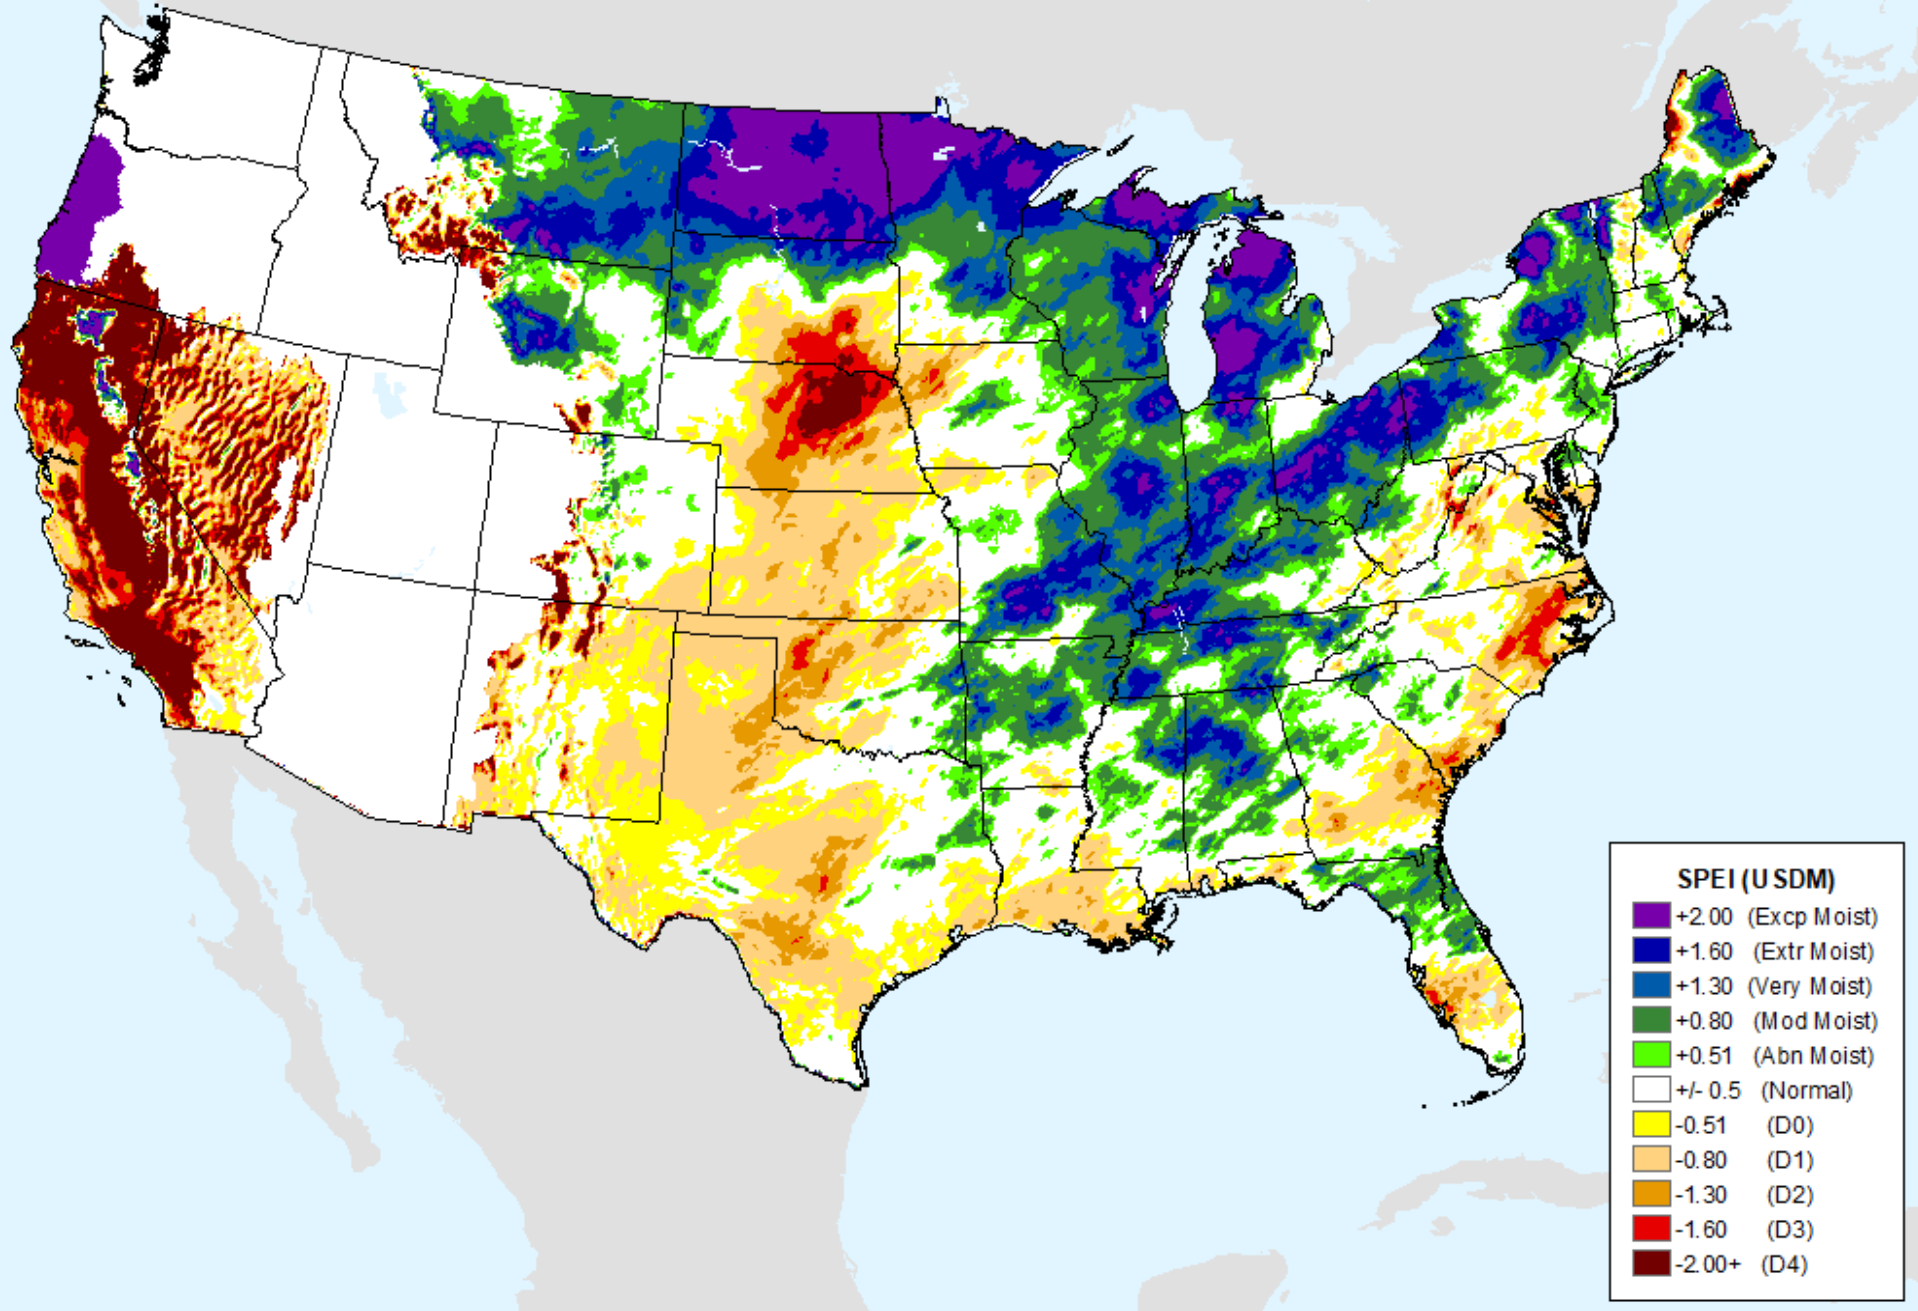 SPEI (USDM)
+2.00 (Excp Moist)
+1.60 (Extr Moist)
+1.30 (Very Moist)
+0.80 (Mod Moist)
+0.51 (Abn Moist)
+/- 0.5 (Normal)
-0.51 (D0)
-0.80 (D1)
-1.30 (D2)
-1.60 (D3)
-2.00+ (D4)